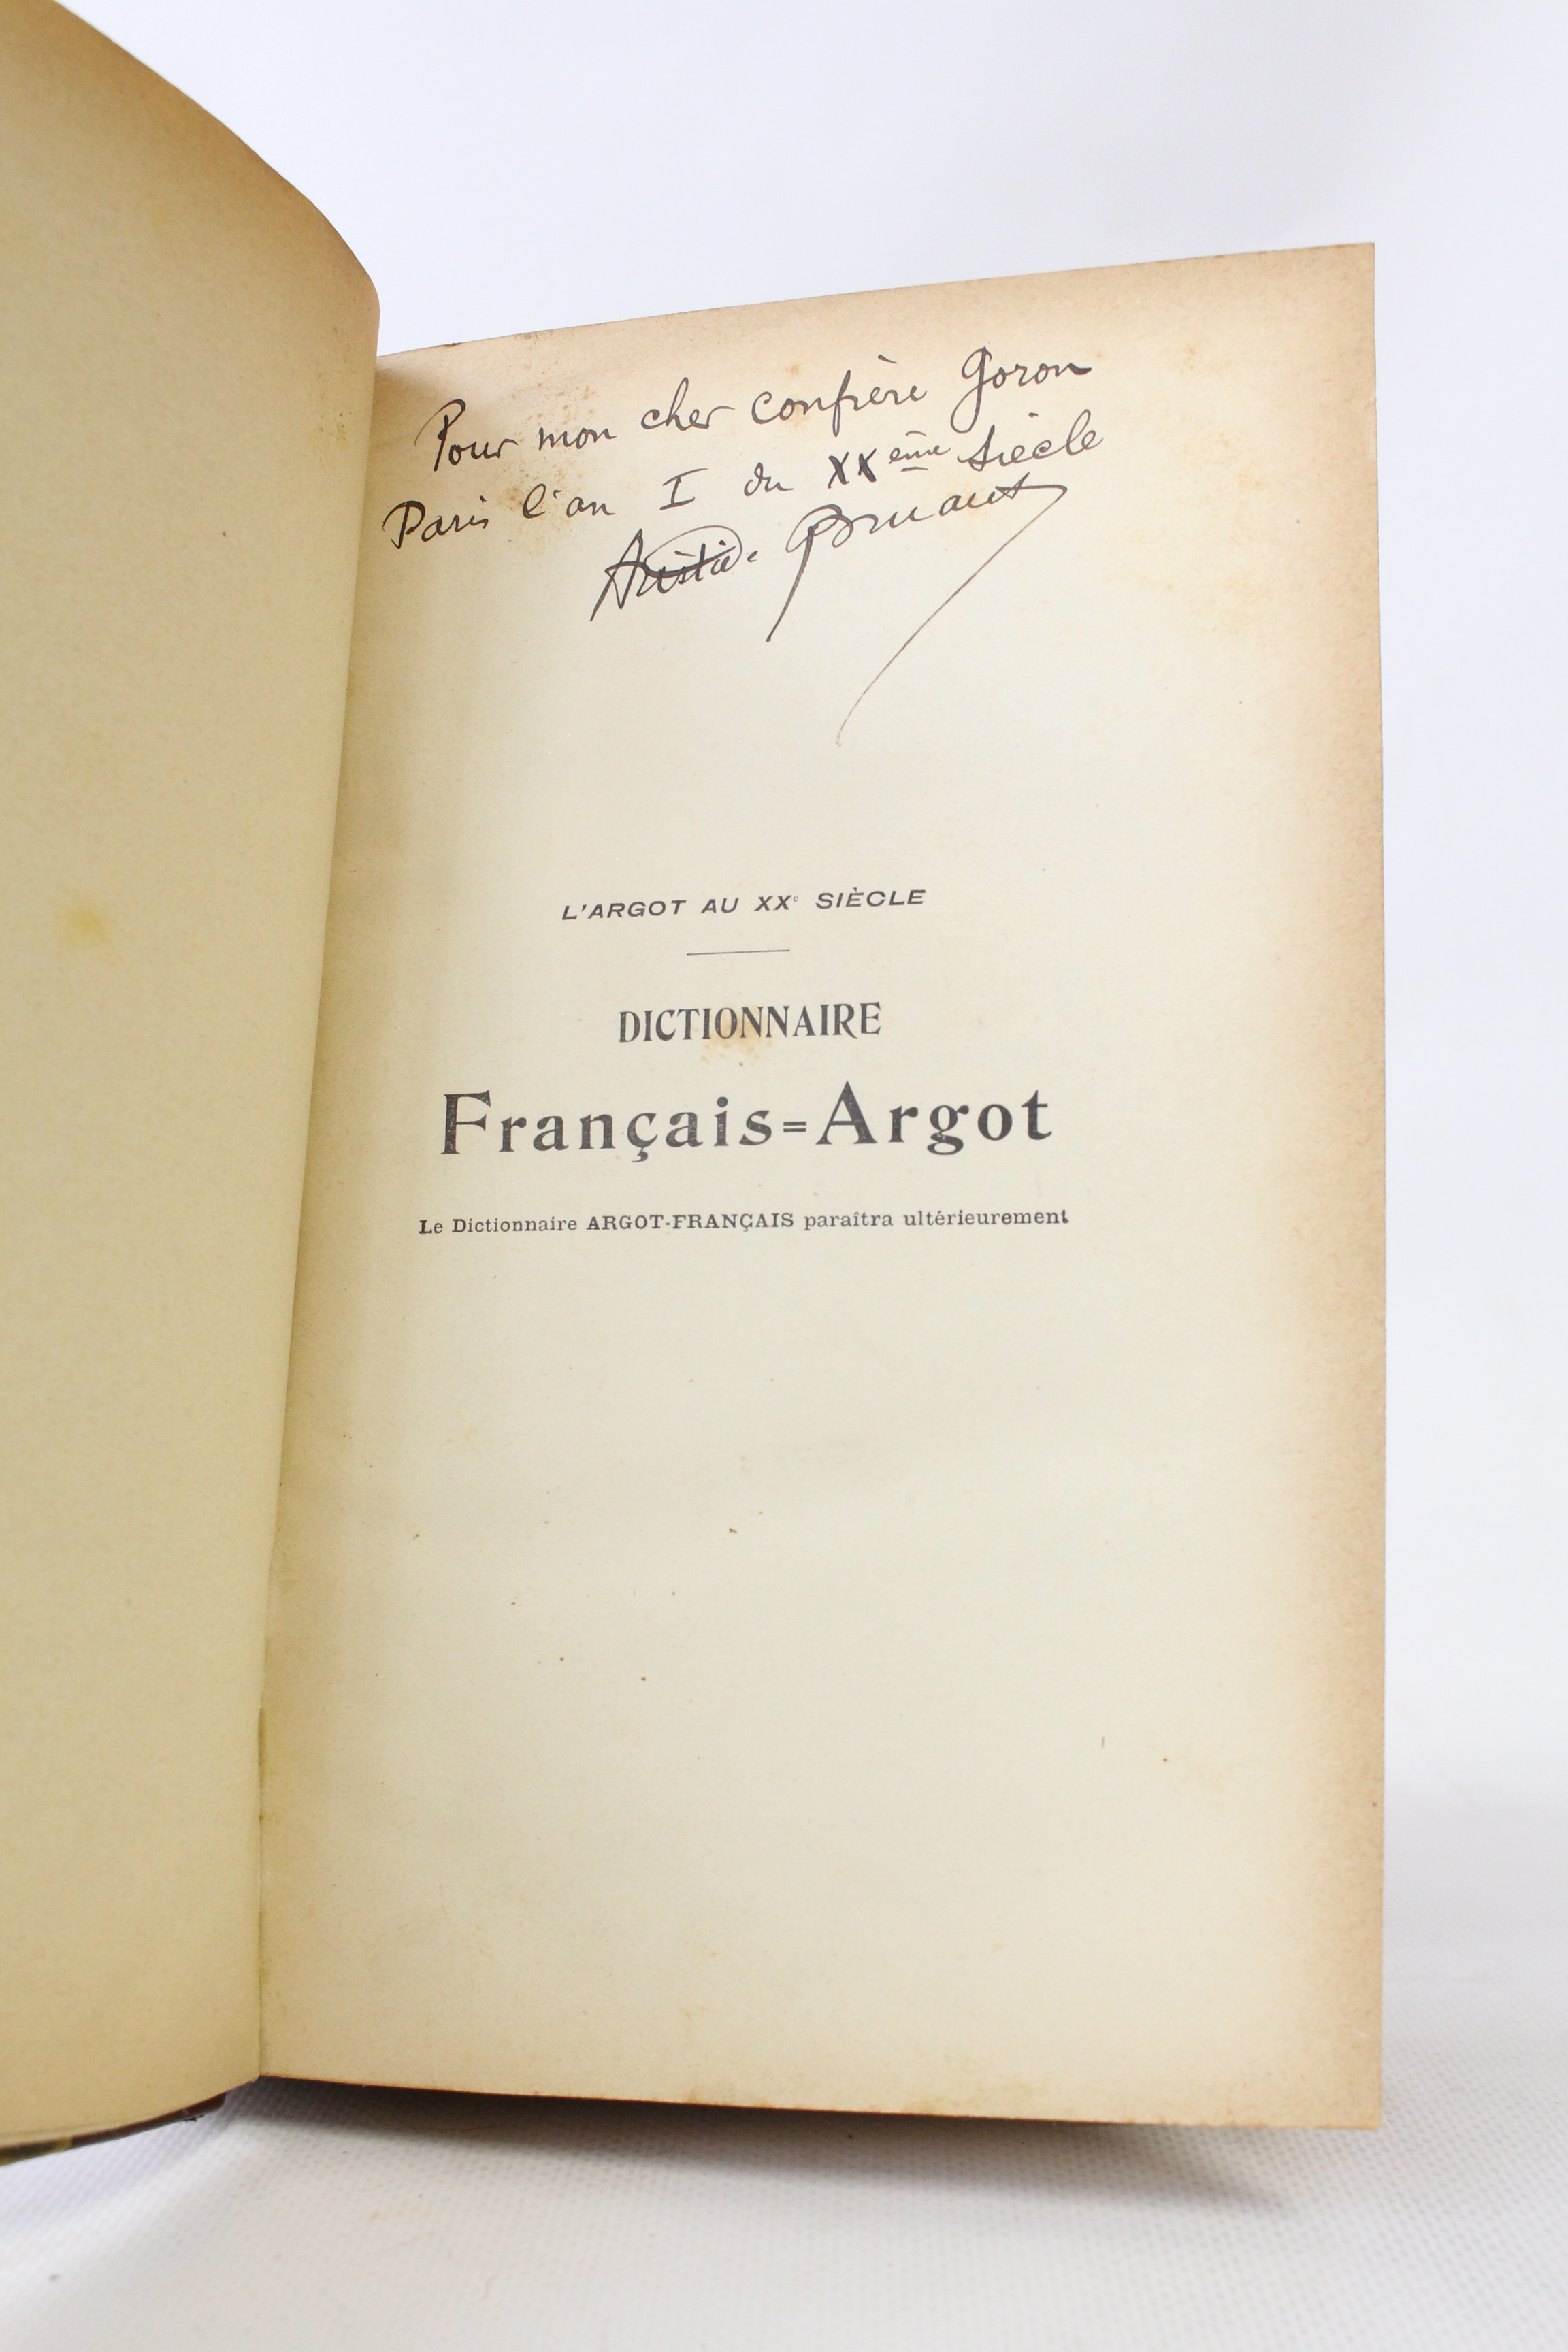 Pour mon cher confrère Goron
Paris l'an I du XXème Siècle
Aristide Bruant
L'ARGOT AU XXe SIÈCLE
DICTIONNAIRE
Français=Argot
Le Dictionnaire ARGOT-FRANÇAIS paraîtra ultérieurement